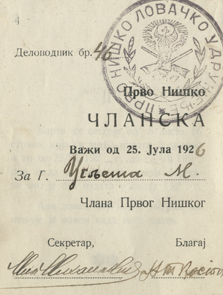 4
ПРВО НИШКО ЛОВАЧКО УДРУЖЕЊЕ
Деловодник бр. 46
Прво Нишко
ЧЛАНСКА
Важи од 25. Јула 1926
За Г. Угљеша М.
Члана Првог Нишког
Секретар, Благај